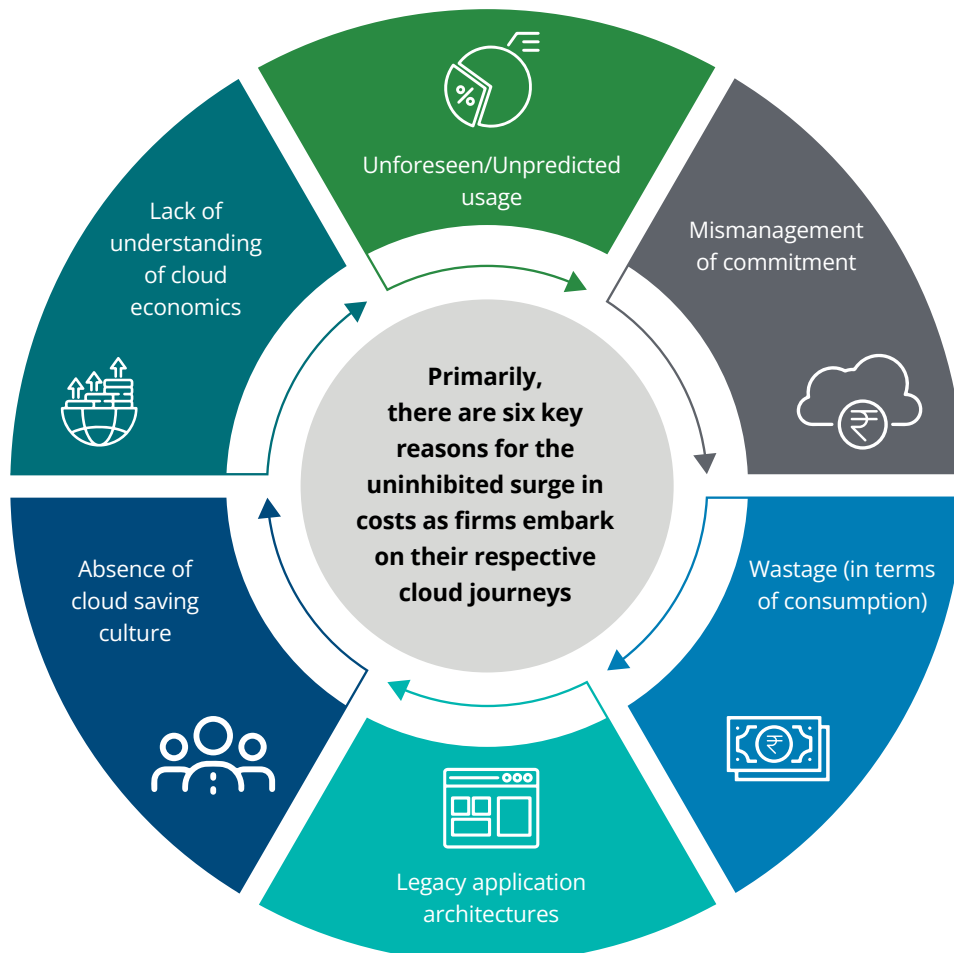 %
Unforeseen/Unpredicted
usage
Mismanagement
of commitment
₹
Wastage (in terms
of consumption)
₹
Legacy application
architectures
Absence of
cloud saving
culture
Lack of
understanding
of cloud
economics
Primarily,
there are six key
reasons for the
uninhibited surge in
costs as firms embark
on their respective
cloud journeys